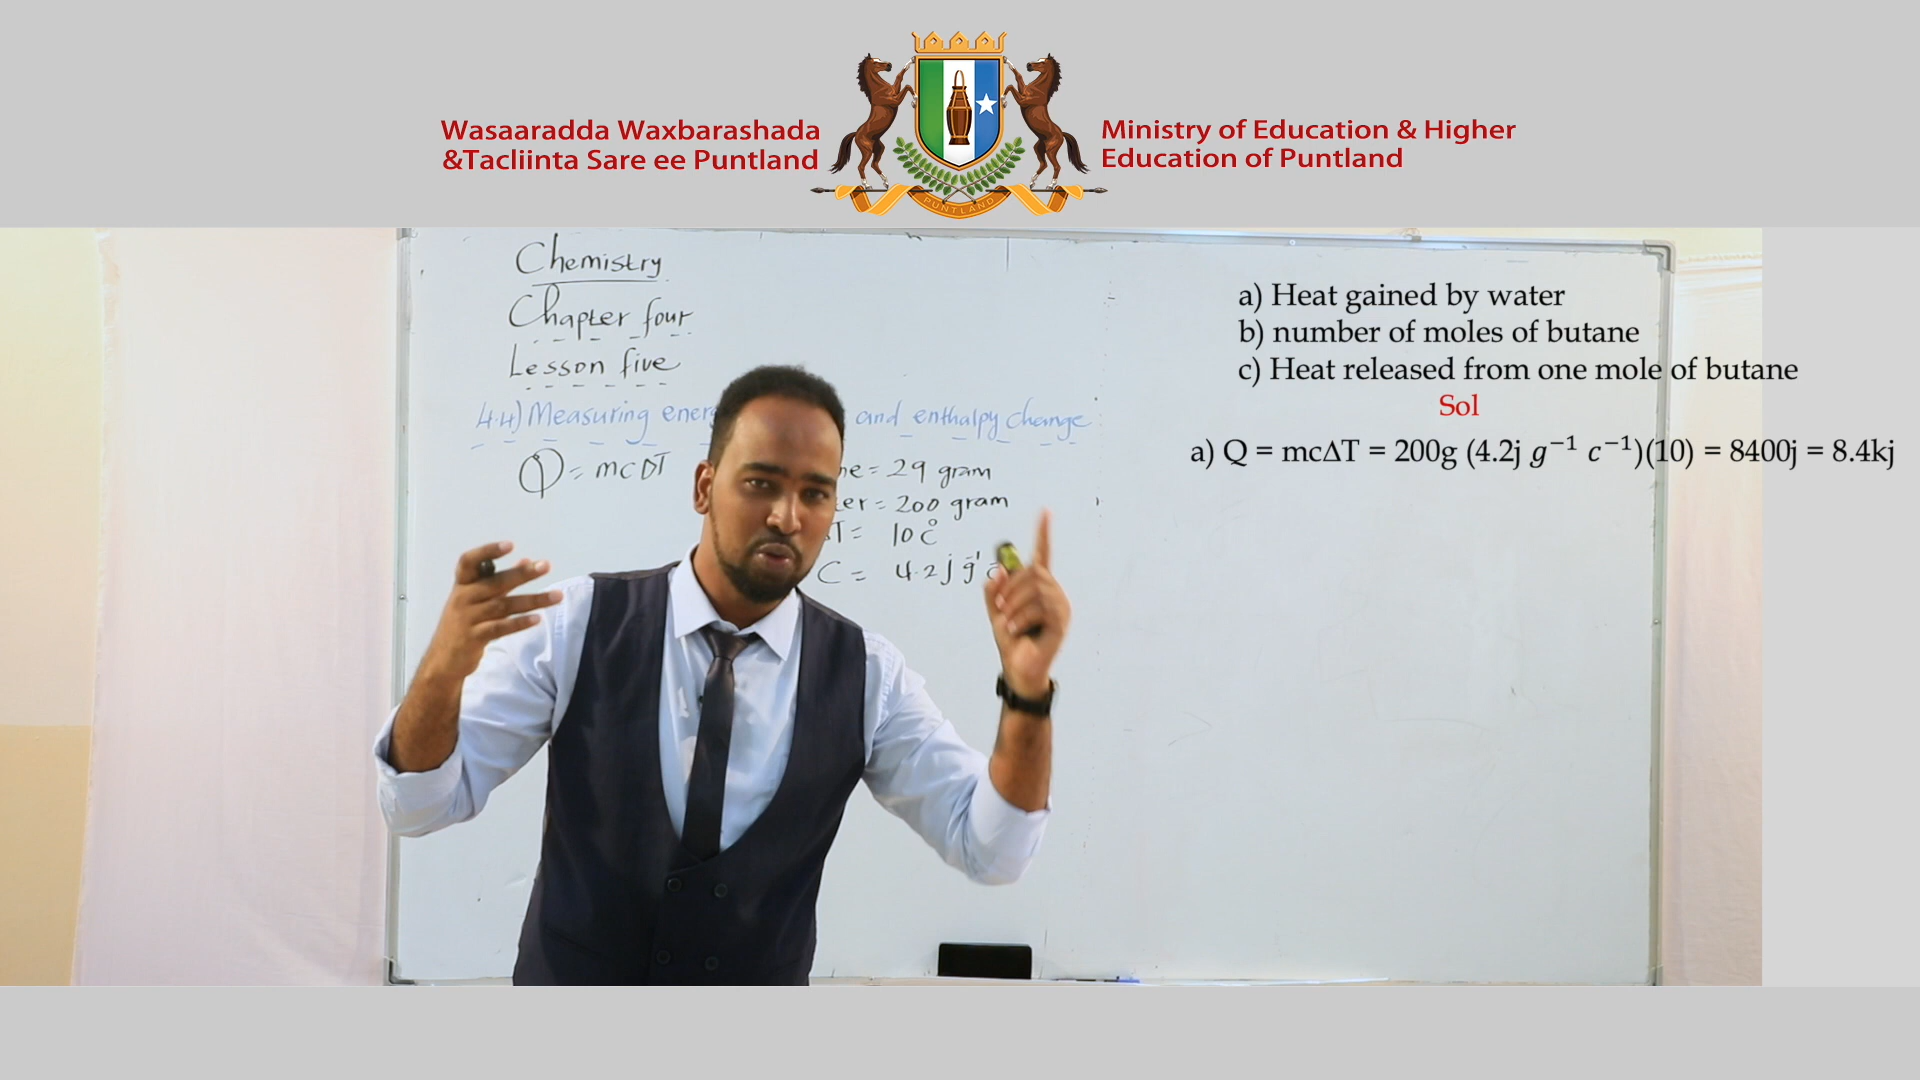 Wasaaradda Waxbarashada
&Tacliinta Sare ee Puntland
PUNTLAND
Ministry of Education & Higher
Education of Puntland
Chemistry
Chapter four
Lesson five
4.4) Measuring and enthalpy change
Q = mcΔT
= 29 gram
= 200 gram
= 10 c°
C = 4.2 j g⁻¹
a) Heat gained by water
b) number of moles of butane
c) Heat released from one mole of butane
Sol
a) Q = mcΔT = 200g (4.2j g⁻¹ c⁻¹)(10) = 8400j = 8.4kj